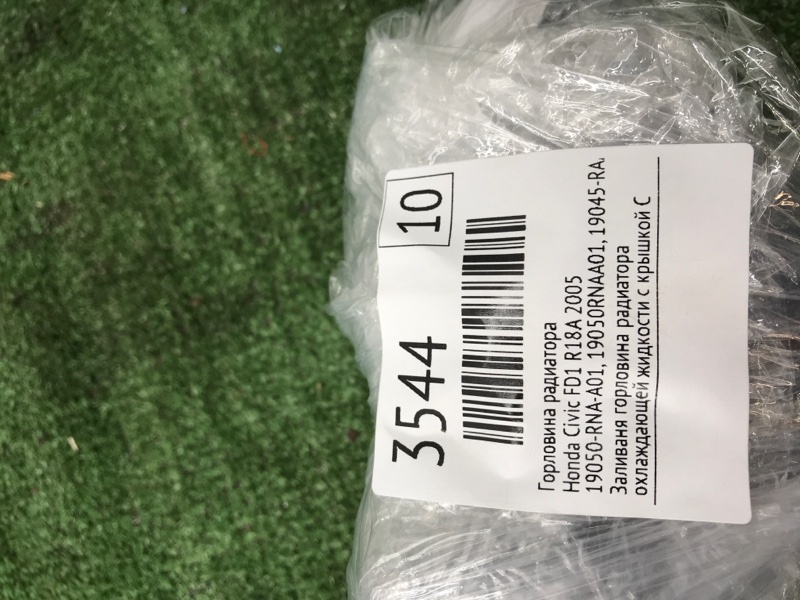 3544 10
Горловина радиатора
Honda Civic FD1 R18A 2005
19050-RNA-A01, 19050RNAA01, 19045-RA
Заливаня горловина радиатора
охлаждающей жидкости с крышкой С